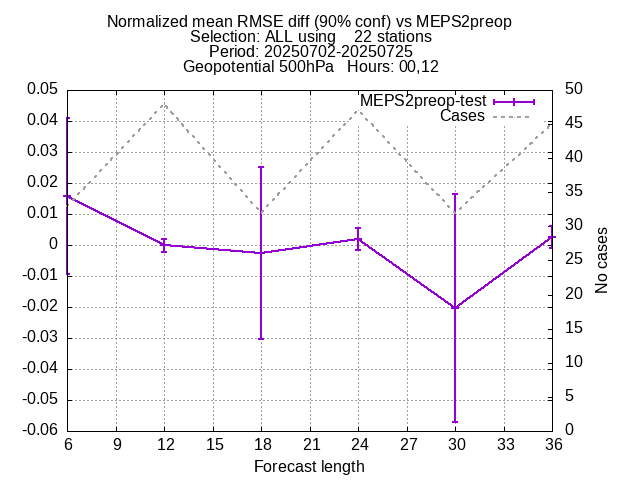 Normalized mean RMSE diff (90% conf) vs MEPS2preop
Selection: ALL using    22 stations
Period: 20250702-20250725
Geopotential 500hPa   Hours: 00,12
MEPS2preop-test
Cases
0.05
0.04
0.03
0.02
0.01
0
-0.01
-0.02
-0.03
-0.04
-0.05
-0.06
50
45
40
35
30
25
20
15
10
5
0
No cases
6 9 12 15 18 21 24 27 30 33 36
Forecast length